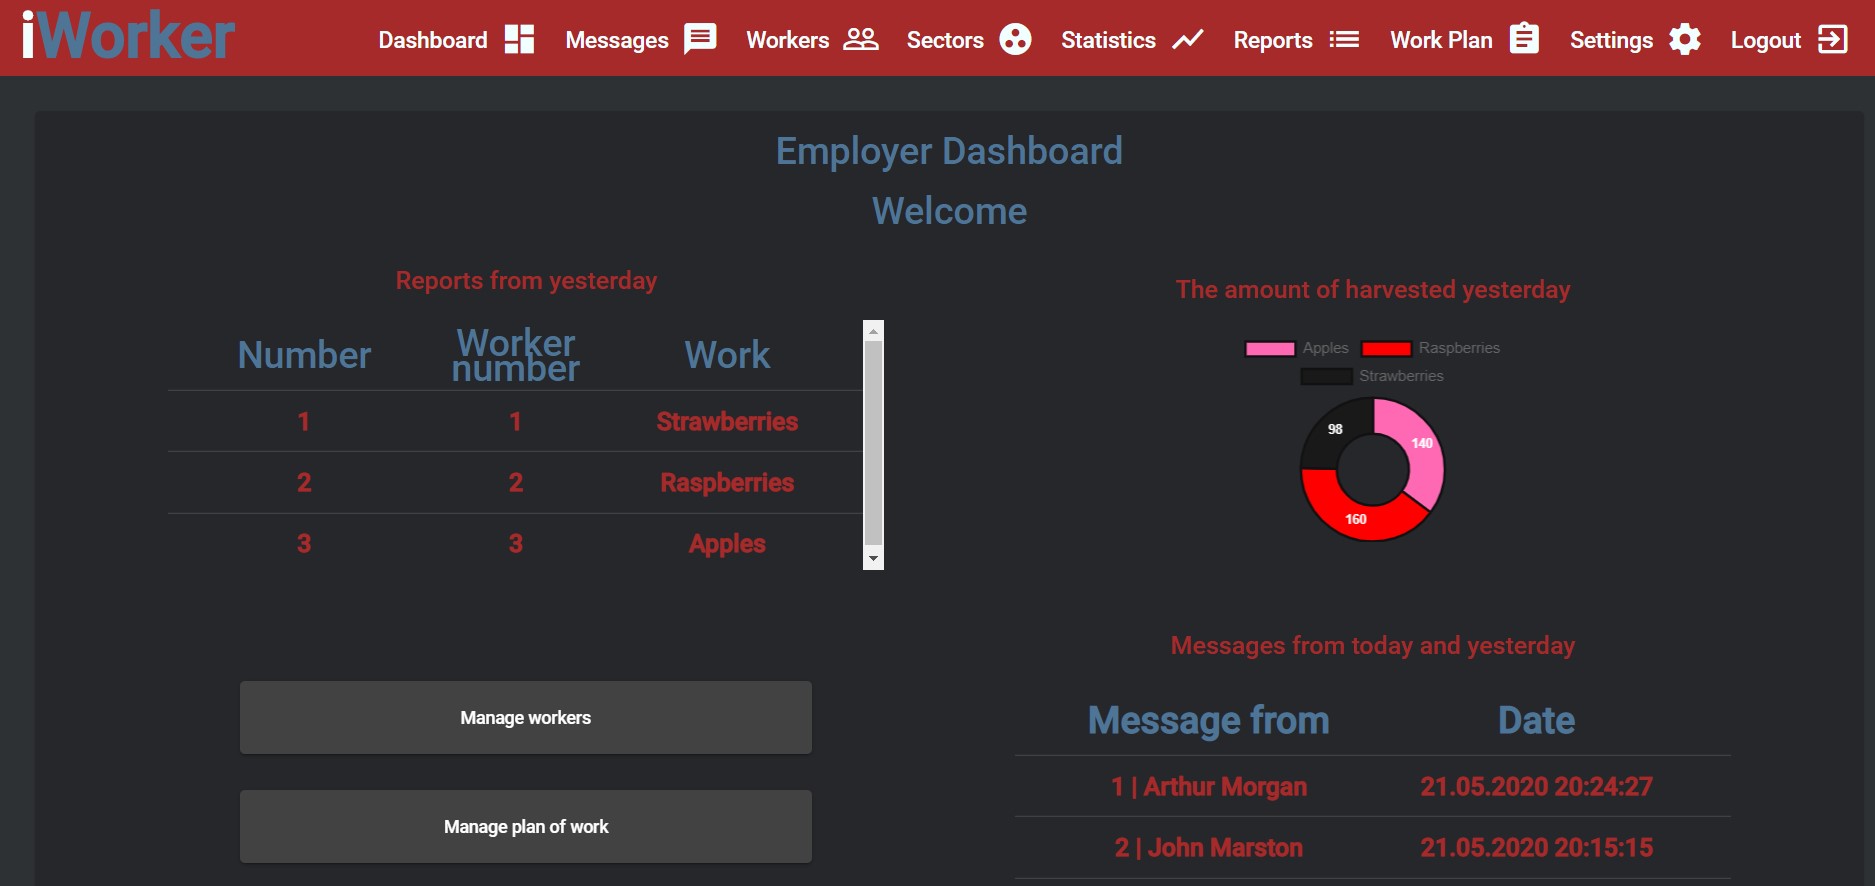 iWorker
Dashboard
Messages
Workers
Sectors
Statistics
Reports
Work Plan
Settings
Logout
Employer Dashboard
Welcome
Reports from yesterday
Number
Worker
number
Work
1 1 Strawberries
2 2 Raspberries
3 3 Apples
Manage workers
Manage plan of work
The amount of harvested yesterday
Apples
Raspberries
Strawberries
98
140
160
Messages from today and yesterday
Message from Date
1 | Arthur Morgan 21.05.2020 20:24:27
2 | John Marston 21.05.2020 20:15:15